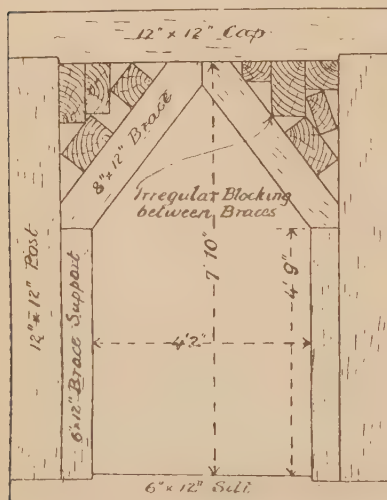 12" x 12" Cap
8" x 12" Brace
Irregular Blocking
between Braces
7' 10"
4' 9"
12" x 12" Post
6" x 12" Brace Support
4'2"
6" x 12" Sill